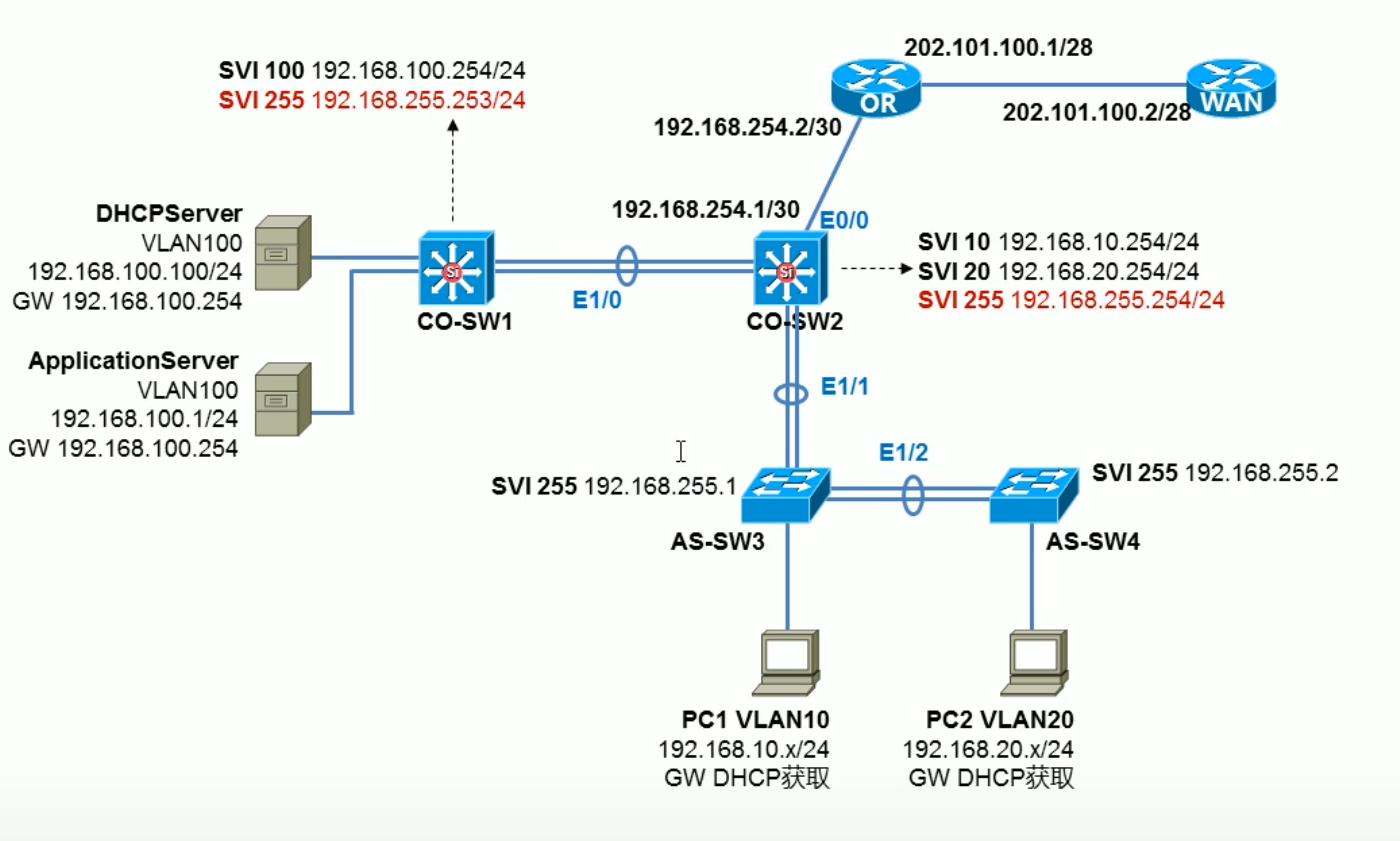 202.101.100.1/28
SVI 100 192.168.100.254/24
SVI 255 192.168.255.253/24
OR
WAN
202.101.100.2/28
192.168.254.2/30
DHCPServer
VLAN100
192.168.100.100/24
GW 192.168.100.254
192.168.254.1/30
E0/0
SVI 10 192.168.10.254/24
SVI 20 192.168.20.254/24
SVI 255 192.168.255.254/24
Si
Si
E1/0
CO-SW1
CO-SW2
ApplicationServer
VLAN100
192.168.100.1/24
GW 192.168.100.254
E1/1
E1/2
SVI 255 192.168.255.1
SVI 255 192.168.255.2
AS-SW3
AS-SW4
PC1 VLAN10
192.168.10.x/24
GW DHCP获取
PC2 VLAN20
192.168.20.x/24
GW DHCP获取